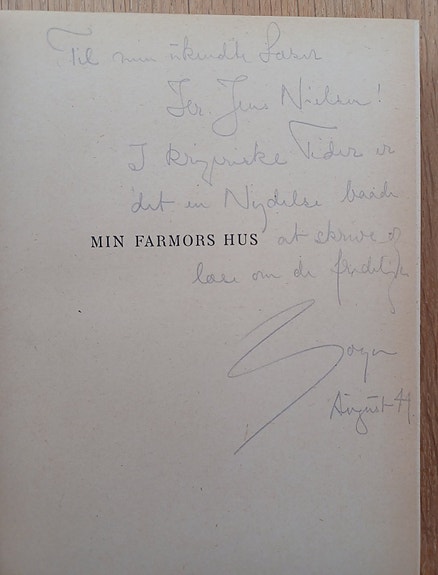 Til min ukendte Læser
Hr. Jens Nielsen!
I krigeriske Tider er
det en Nydelse baade
MIN FARMORS HUS at skrive og
læse om de fredelige
August 44.